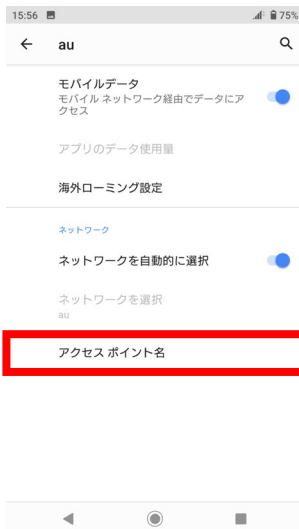 15:56 75%
au
モバイルデータ
モバイル ネットワーク経由でデータにア
クセス
アプリのデータ使用量
海外ローミング設定
ネットワーク
ネットワークを自動的に選択
ネットワークを選択
au
アクセス ポイント名